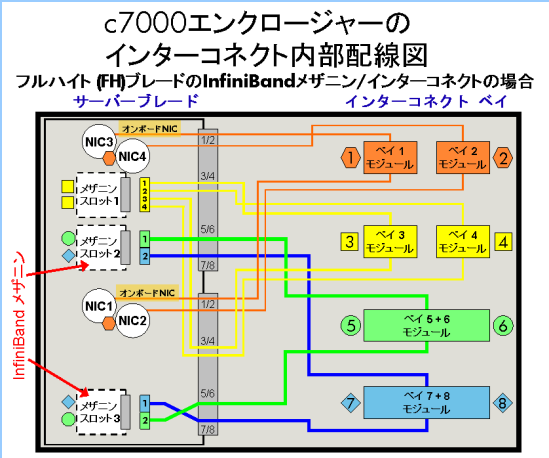 c7000エンクロージャーの
インターコネクト内部配線図
フルハイト (FH)ブレードのInfiniBandメザニン/インターコネクトの場合
サーバーブレード
インターコネクト ベイ
オンボードNIC
NIC3
NIC4
1/2
1
ベイ 1
モジュール
ベイ 2
モジュール
2
メザニン
スロット1
1
2
3
4
3/4
3
ベイ 3
モジュール
ベイ 4
モジュール
4
メザニン
スロット2
1
2
5/6
7/8
InfiniBand メザニン
オンボードNIC
NIC1
NIC2
1/2
3/4
5
ベイ 5 + 6
モジュール
6
メザニン
スロット3
1
2
5/6
7/8
7
ベイ 7 + 8
モジュール
8